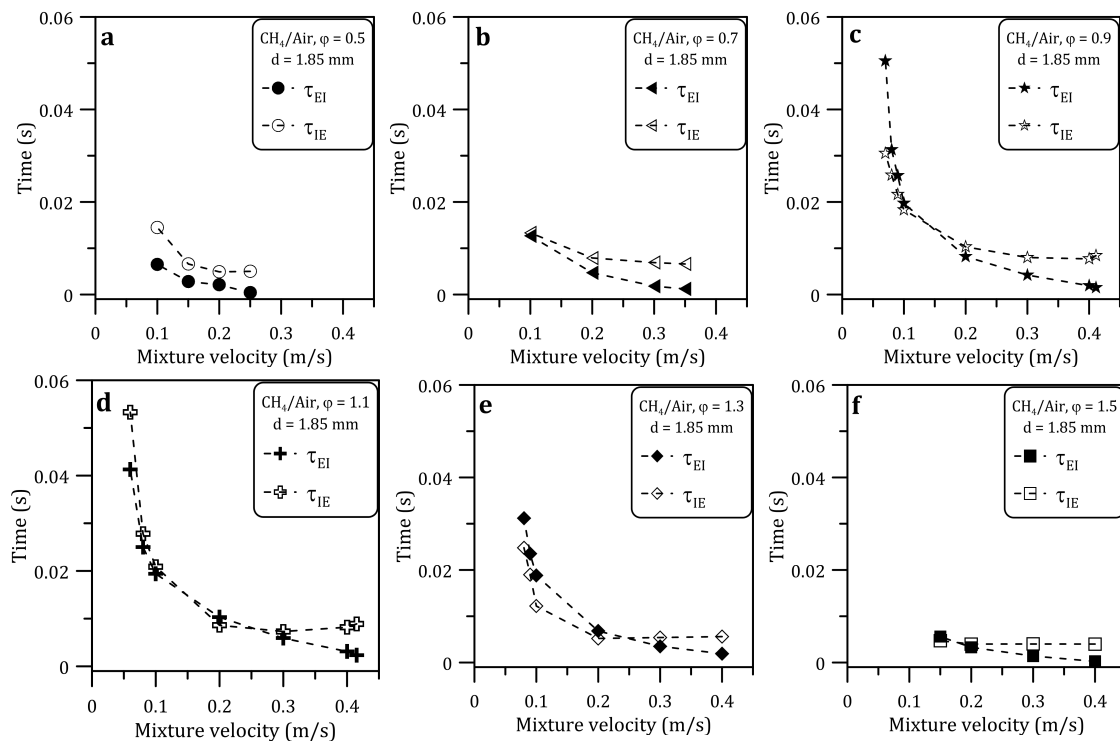 a
CH₄/Air, φ = 0.5
d = 1.85 mm
τEI
τIE
0.06
0.04
0.02
0
Time (s)
0
0.1
0.2
0.3
0.4
Mixture velocity (m/s)
b
CH₄/Air, φ = 0.7
d = 1.85 mm
τEI
τIE
0.06
0.04
0.02
0
Time (s)
0
0.1
0.2
0.3
0.4
Mixture velocity (m/s)
c
CH₄/Air, φ = 0.9
d = 1.85 mm
τEI
τIE
0.06
0.04
0.02
0
Time (s)
0
0.1
0.2
0.3
0.4
Mixture velocity (m/s)
d
CH₄/Air, φ = 1.1
d = 1.85 mm
τEI
τIE
0.06
0.04
0.02
0
Time (s)
0
0.1
0.2
0.3
0.4
Mixture velocity (m/s)
e
CH₄/Air, φ = 1.3
d = 1.85 mm
τEI
τIE
0.06
0.04
0.02
0
Time (s)
0
0.1
0.2
0.3
0.4
Mixture velocity (m/s)
f
CH₄/Air, φ = 1.5
d = 1.85 mm
τEI
τIE
0.06
0.04
0.02
0
Time (s)
0
0.1
0.2
0.3
0.4
Mixture velocity (m/s)